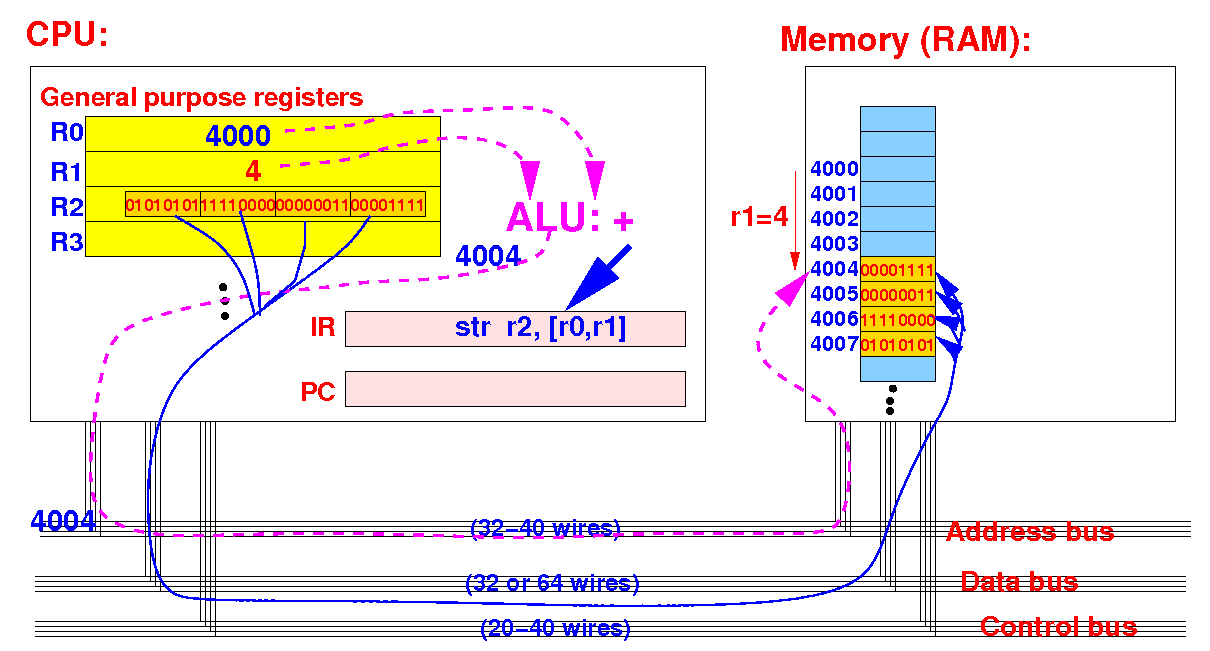 CPU:
Memory (RAM):
General purpose registers
R0 4000
R1 4
R2 01010101 11110000 00000011 00001111
R3
ALU: +
4004
IR str r2, [r0,r1]
PC
r1=4
4000
4001
4002
4003
4004 00001111
4005 00000011
4006 11110000
4007 01010101
4004
(32-40 wires) Address bus
(32 or 64 wires) Data bus
(20-40 wires) Control bus